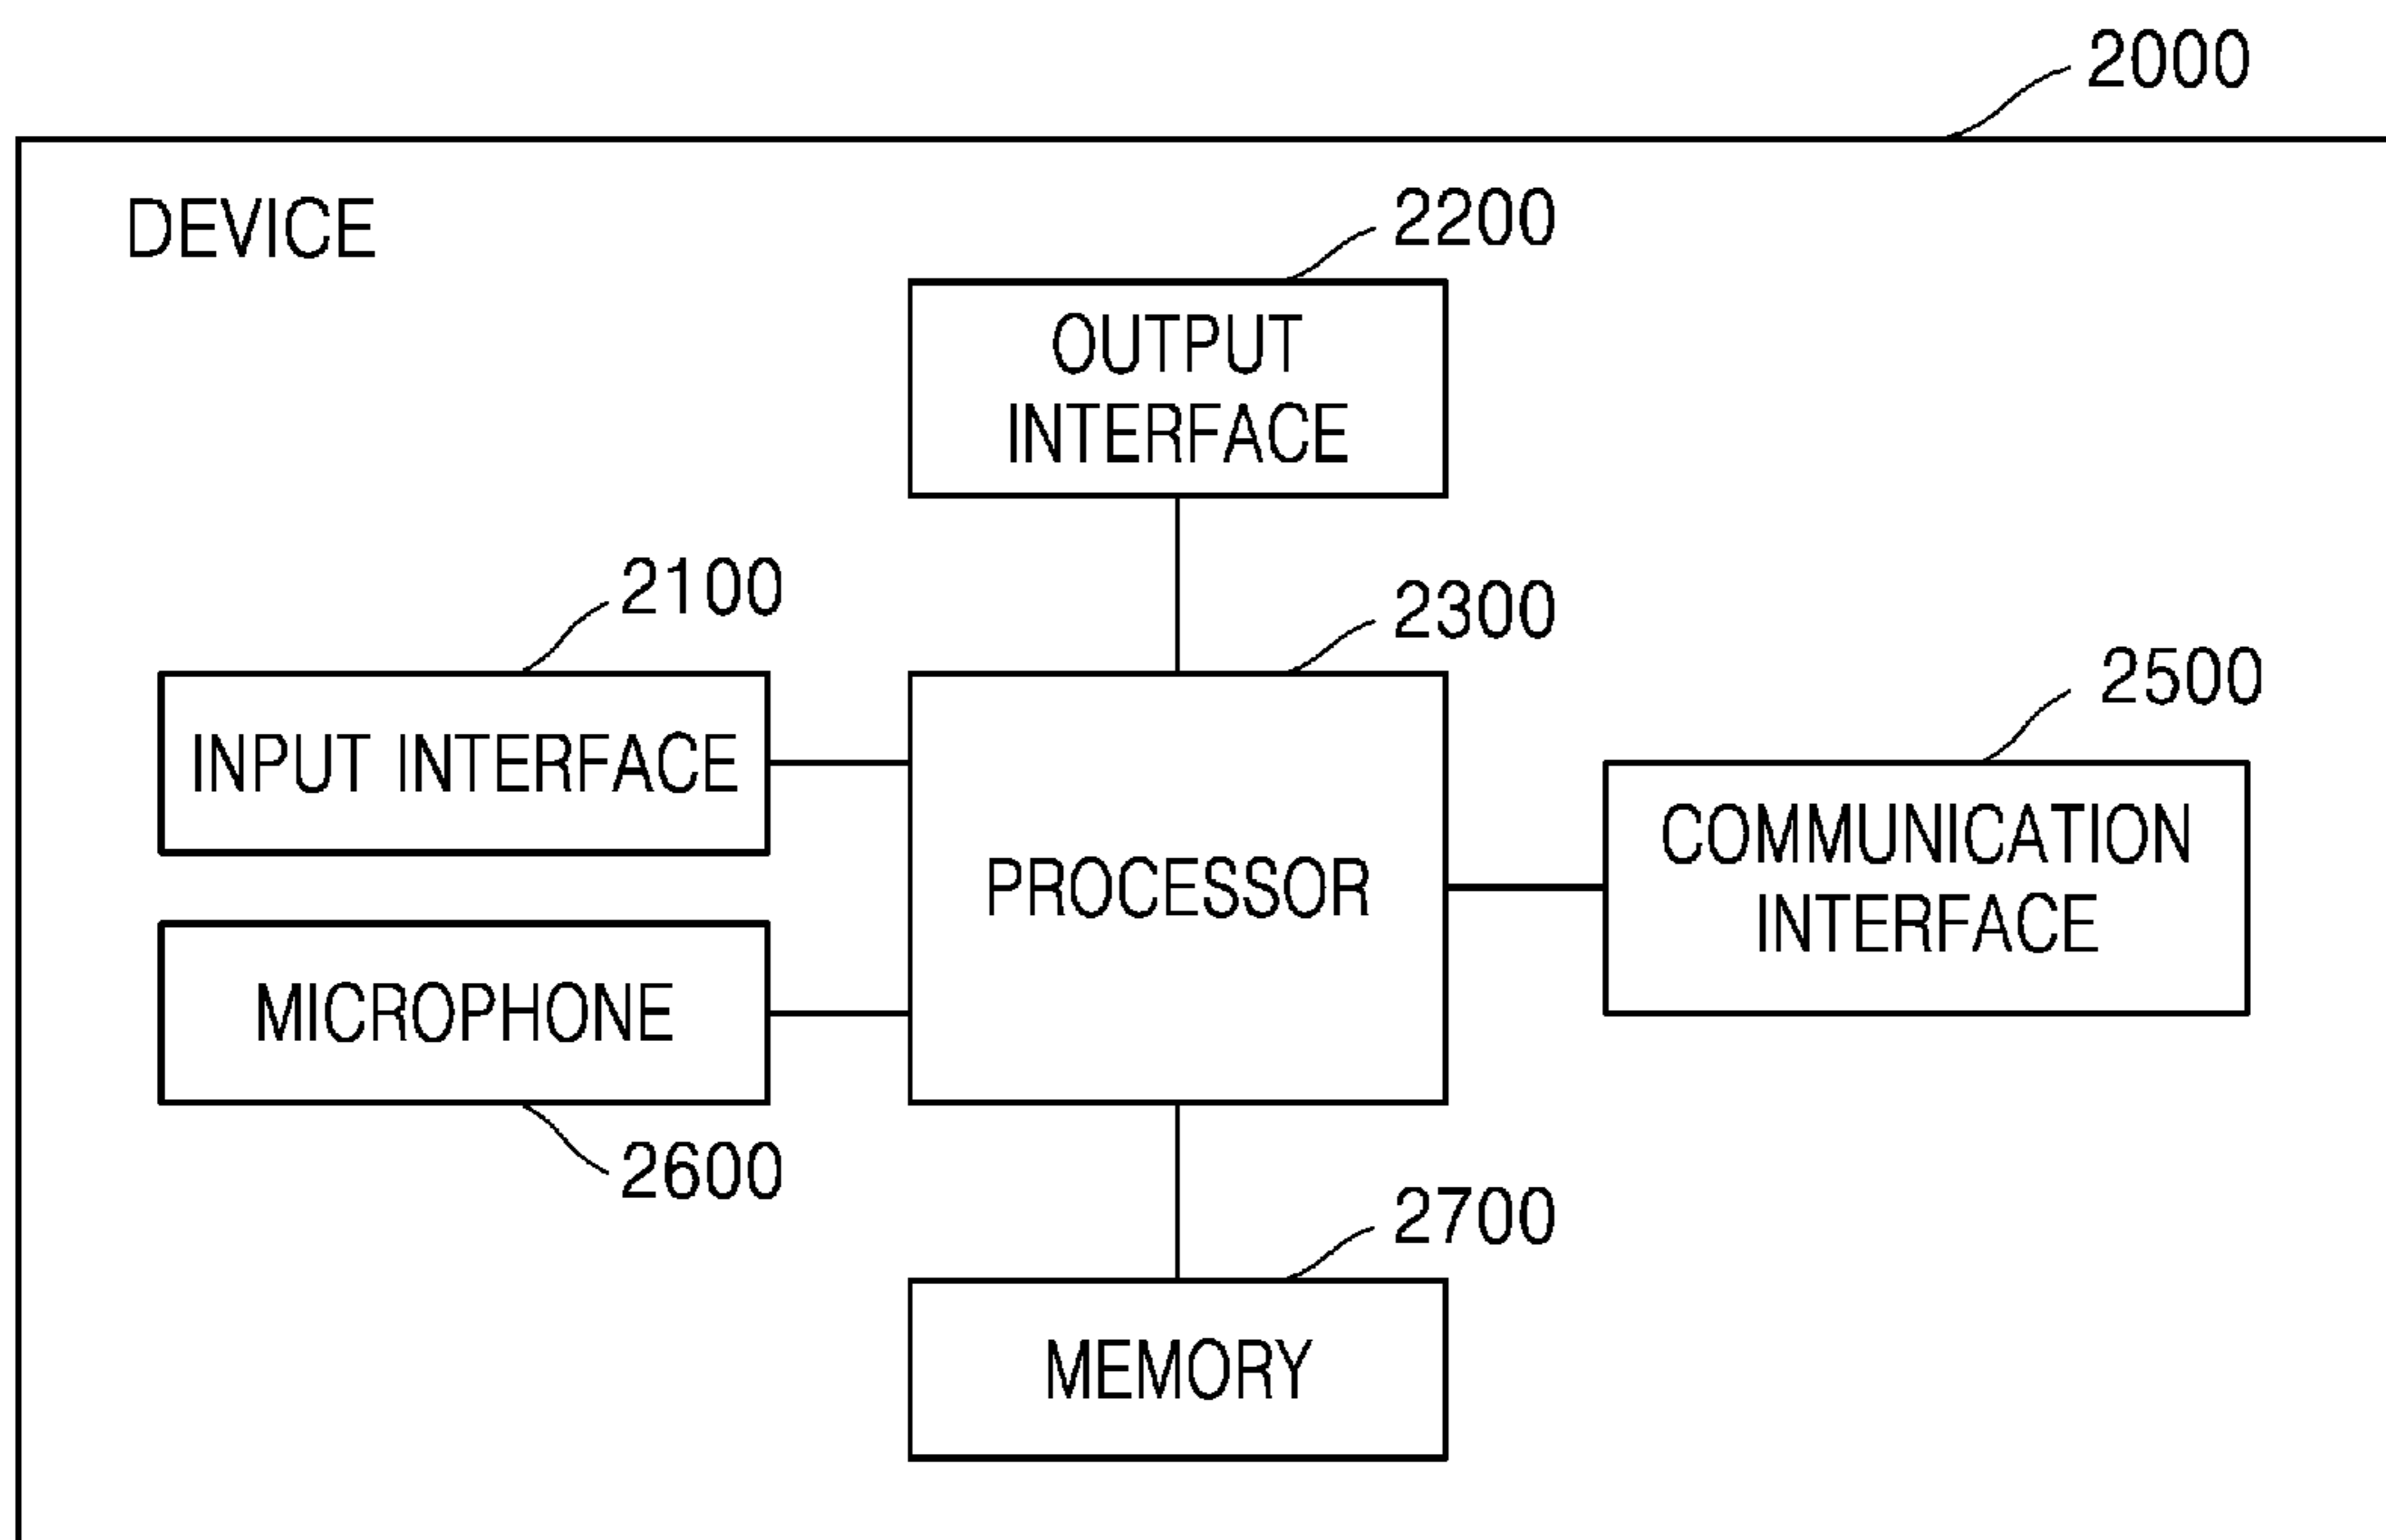 2000
DEVICE
2200
OUTPUT
INTERFACE
2100
2300
2500
INPUT INTERFACE
PROCESSOR
COMMUNICATION
INTERFACE
MICROPHONE
2600
2700
MEMORY